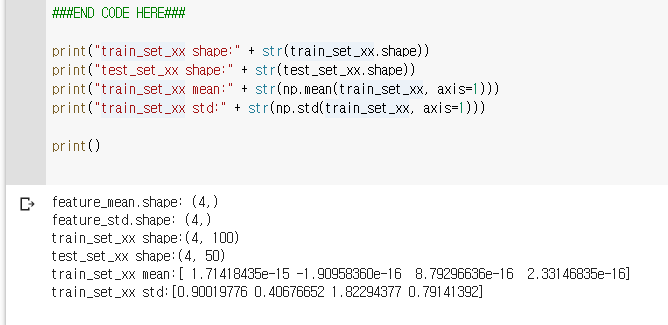 ###END CODE HERE###
print("train_set_xx shape:" + str(train_set_xx.shape))
print("test_set_xx shape:" + str(test_set_xx.shape))
print("train_set_xx mean:" + str(np.mean(train_set_xx, axis=1)))
print("train_set_xx std:" + str(np.std(train_set_xx, axis=1)))
print()
feature_mean.shape: (4,)
feature_std.shape: (4,)
train_set_xx shape:(4, 100)
test_set_xx shape:(4, 50)
train_set_xx mean:[ 1.71418435e-15 -1.90958360e-16  8.79296636e-16  2.33146835e-16]
train_set_xx std:[0.90019776 0.40676652 1.82294377 0.79141392]